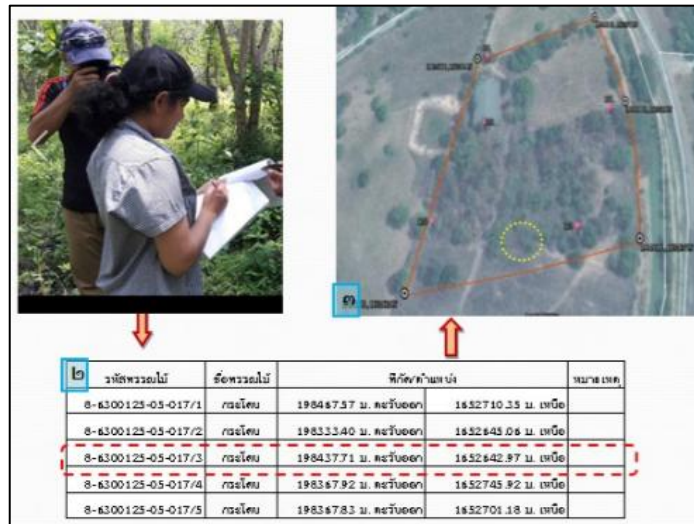 ๓
๒
รหัสพรรณไม้ ชื่อพรรณไม้ พิกัด/ตำแหน่ง หมายเหตุ
8-6300125-05-017/1 กระโดน 198467.57 ม. ตะวันออก 1652710.35 ม. เหนือ
8-6300125-05-017/2 กระโดน 198333.40 ม. ตะวันออก 1652645.06 ม. เหนือ
8-6300125-05-017/3 กระโดน 198437.71 ม. ตะวันออก 1652642.97 ม. เหนือ
8-6300125-05-017/4 กระโดน 198367.92 ม. ตะวันออก 1652745.92 ม. เหนือ
8-6300125-05-017/5 กระโดน 198367.83 ม. ตะวันออก 1652701.18 ม. เหนือ